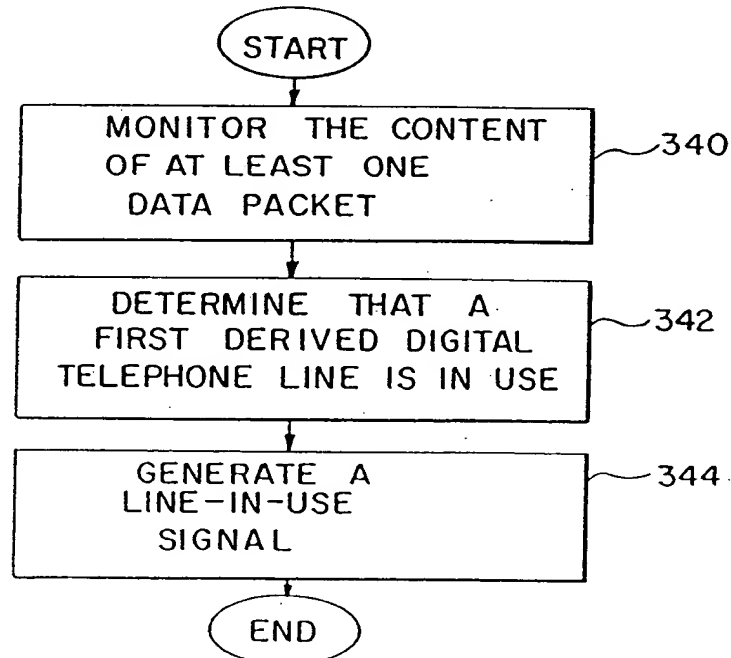 START
MONITOR THE CONTENT
OF AT LEAST ONE
DATA PACKET
340
DETERMINE THAT A
FIRST DERIVED DIGITAL
TELEPHONE LINE IS IN USE
342
GENERATE A
LINE-IN-USE
SIGNAL
344
END